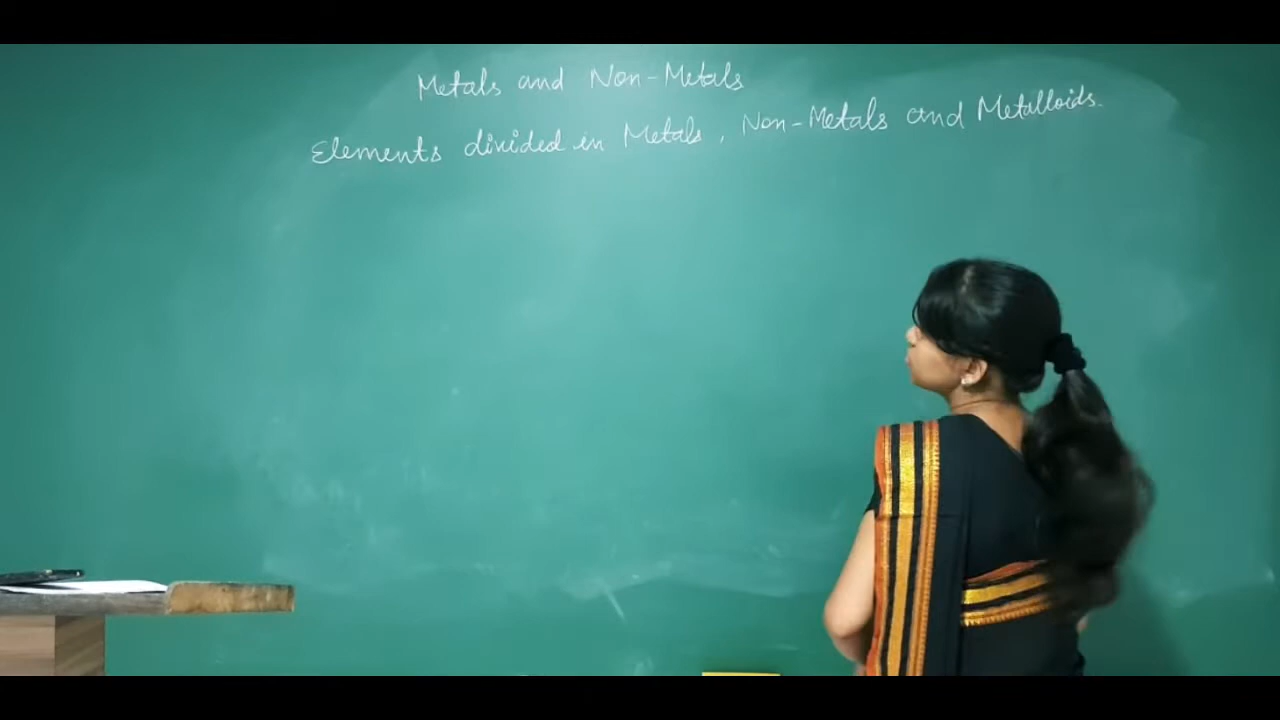 Metals and Non-Metals
Elements divided in Metals, Non-Metals and Metalloids.